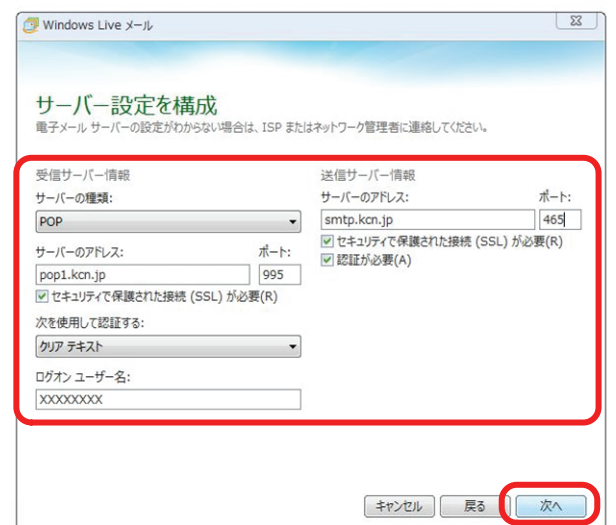 Windows Live メール
サーバー設定を構成
電子メール サーバーの設定がわからない場合は、ISP またはネットワーク管理者に連絡してください。
受信サーバー情報
サーバーの種類:
POP
サーバーのアドレス:
ポート:
pop1.kcn.jp
995
セキュリティで保護された接続 (SSL) が必要(R)
次を使用して認証する:
クリア テキスト
ログオン ユーザー名:
XXXXXXXX
送信サーバー情報
サーバーのアドレス:
ポート:
smtp.kcn.jp
465
セキュリティで保護された接続 (SSL) が必要(R)
認証が必要(A)
キャンセル
戻る
次へ